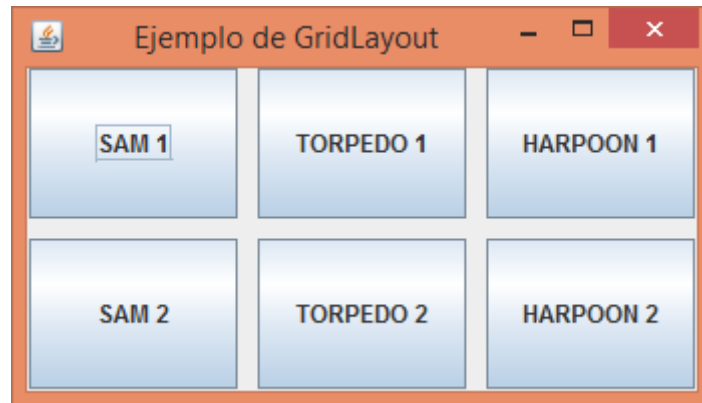 Ejemplo de GridLayout
SAM 1
TORPEDO 1
HARPOON 1
SAM 2
TORPEDO 2
HARPOON 2